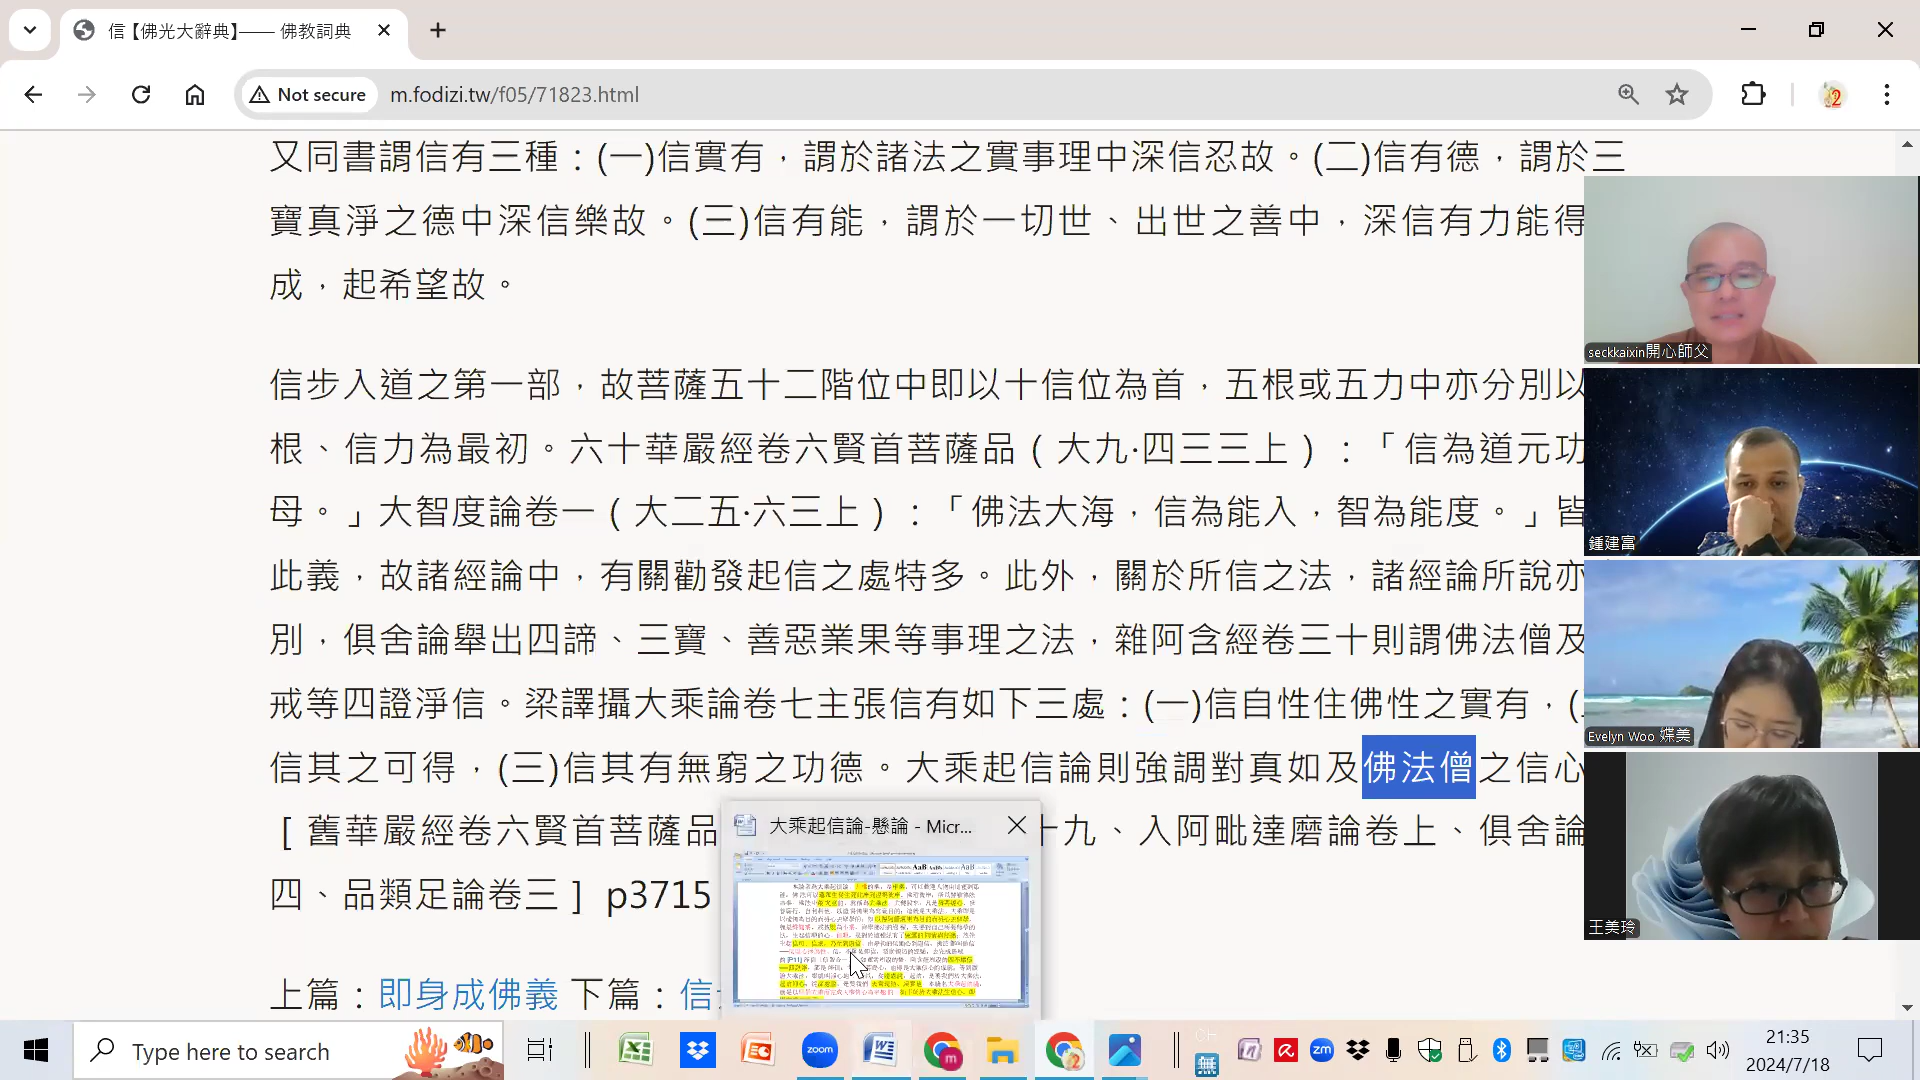 信【佛光大辭典】—— 佛教詞典
Not secure
m.fodizi.tw/f05/71823.html
又同書謂信有三種：(一)信實有，謂於諸法之實事理中深信忍故。(二)信有德，謂於三
寶真淨之德中深信樂故。(三)信有能，謂於一切世、出世之善中，深信有力能得
成，起希望故。
信步入道之第一部，故菩薩五十二階位中即以十信位為首，五根或五力中亦分別以
根、信力為最初。六十華嚴經卷六賢首菩薩品（大九·四三三上）：「信為道元功
母。」大智度論卷一（大二五·六三上）：「佛法大海，信為能入，智為能度。」皆
此義，故諸經論中，有關勸發起信之處特多。此外，關於所信之法，諸經論所說亦
別，俱舍論舉出四諦、三寶、善惡業果等事理之法，雜阿含經卷三十則謂佛法僧及
戒等四證淨信。梁譯攝大乘論卷七主張信有如下三處：(一)信自性住佛性之實有，(
信其之可得，(三)信其有無窮之功德。大乘起信論則強調對真如及佛法僧之信心
［舊華嚴經卷六賢首菩薩品
十九、入阿毗達磨論卷上、俱舍論
四、品類足論卷三］ p3715
上篇：即身成佛義 下篇：信
大乘起信論-懸論 - Micr...
seckkaixin開心師父
鍾建富
Evelyn Woo 媒美
王美玲
Type here to search
zoom
zm
CH
21:35
2024/7/18